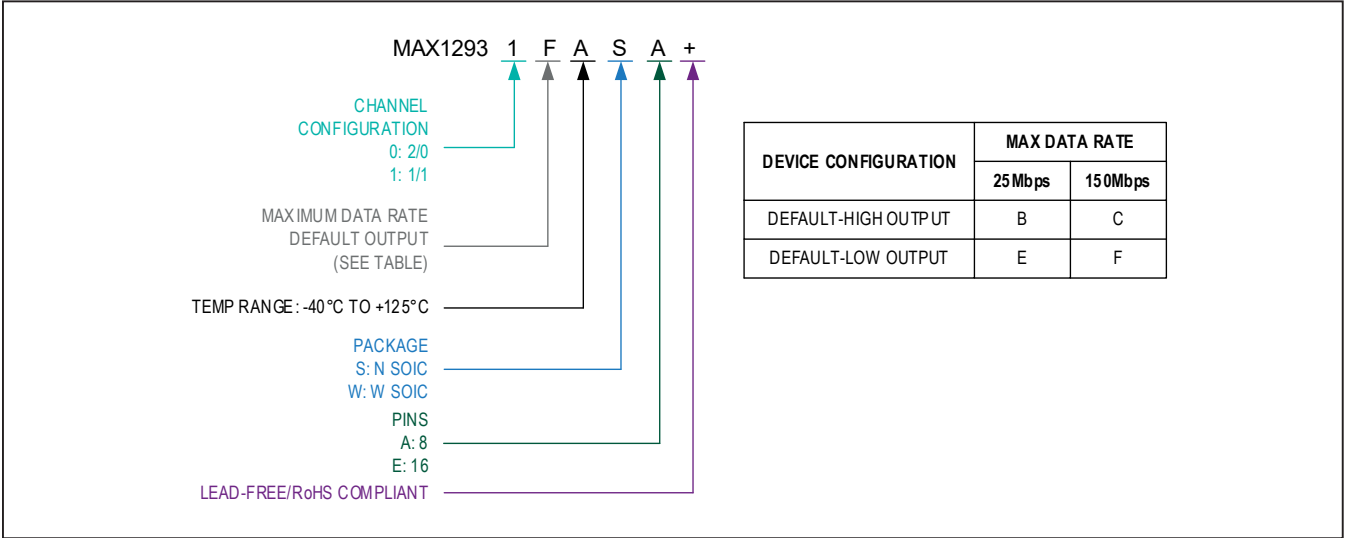 MAX1293 1 F A S A +
CHANNEL
CONFIGURATION
0: 2/0
1: 1/1
MAXIMUM DATA RATE
DEFAULT OUTPUT
(SEE TABLE)
TEMP RANGE: -40°C TO +125°C
PACKAGE
S: N SOIC
W: W SOIC
PINS
A: 8
E: 16
LEAD-FREE/RoHS COMPLIANT
DEVICE CONFIGURATION
MAX DATA RATE
25Mbps 150Mbps
DEFAULT-HIGH OUTPUT B C
DEFAULT-LOW OUTPUT E F